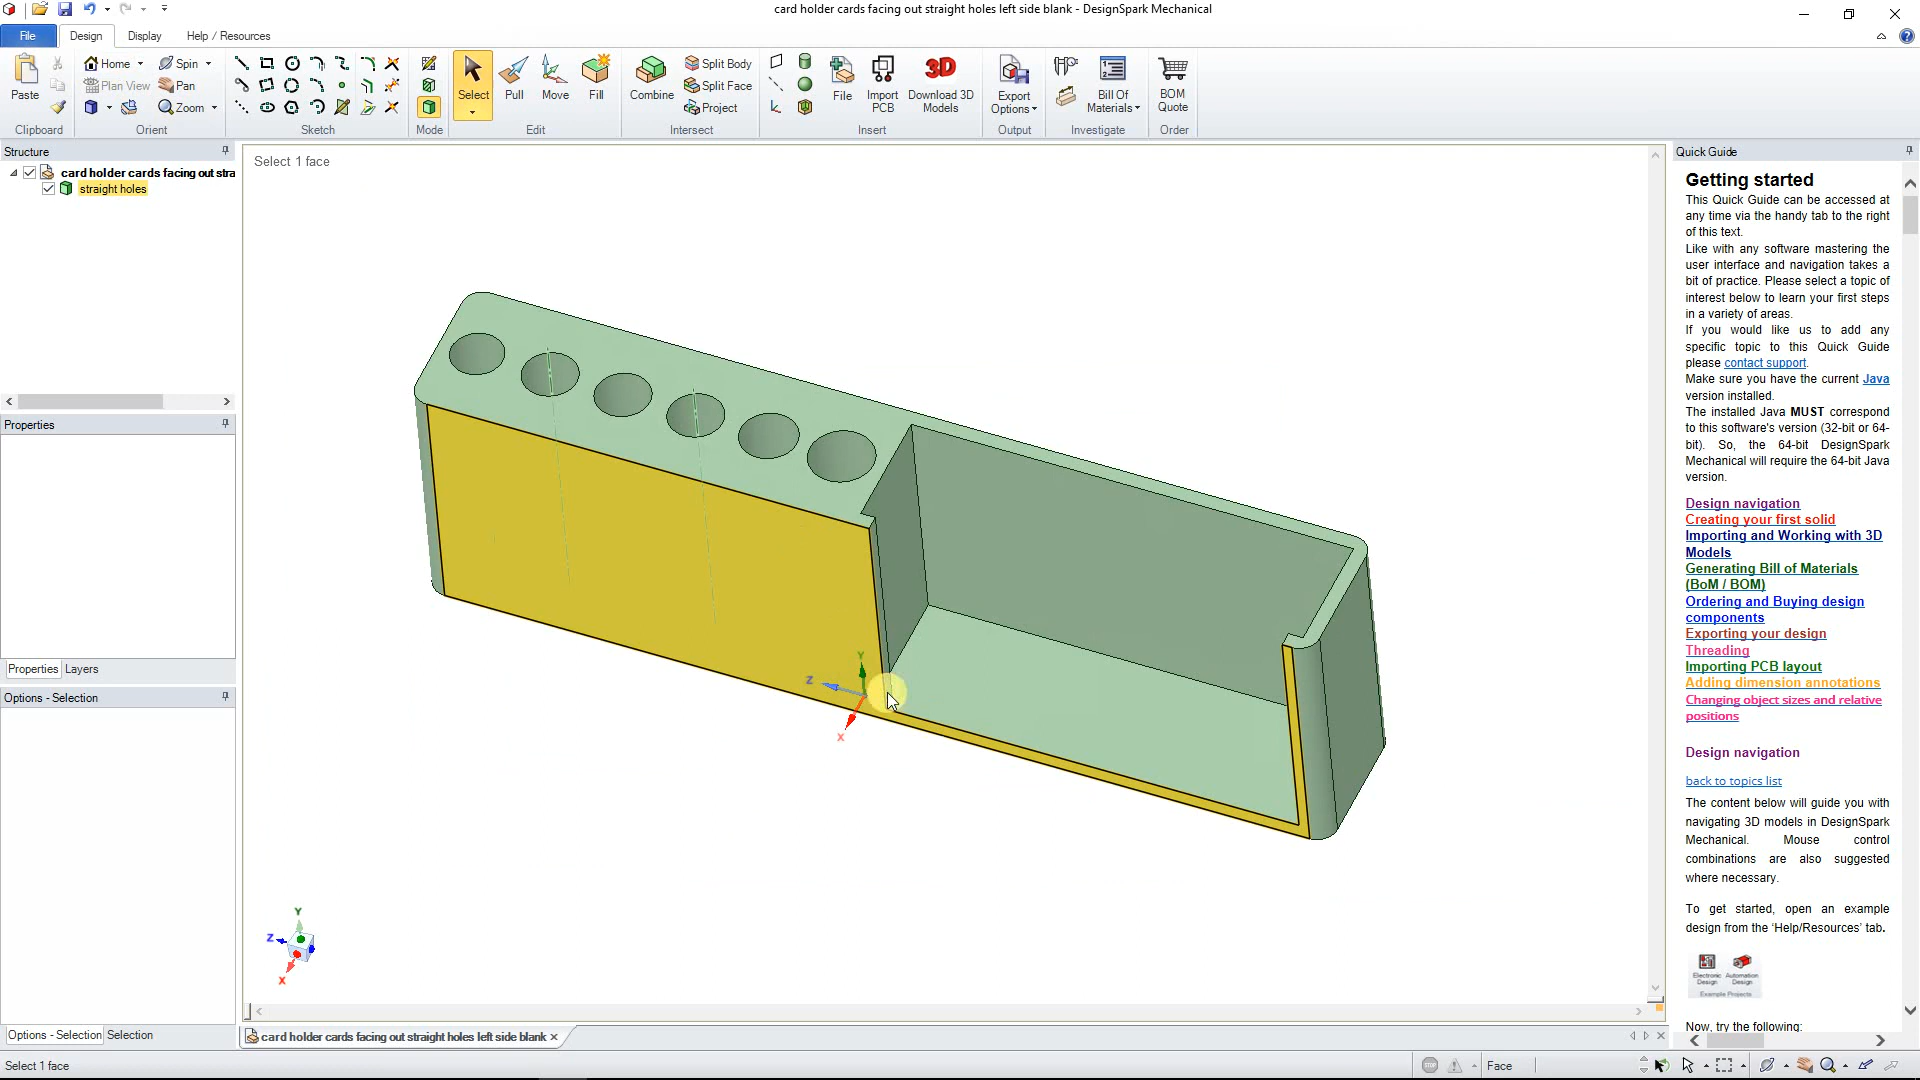 card holder cards facing out straight holes left side blank - DesignSpark Mechanical
File
Design
Display
Help / Resources
Paste
Clipboard
Home
Plan View
Spin
Pan
Zoom
Orient
Sketch
Mode
Select
Pull
Move
Fill
Edit
Combine
Split Body
Split Face
Project
Intersect
File
Import PCB
Download 3D Models
Insert
Export Options
Output
Bill Of Materials
Investigate
BOM Quote
Order
Structure
card holder cards facing out stra
straight holes
Properties
Properties
Layers
Options - Selection
Options - Selection
Selection
Select 1 face
Y
Z
X
Y
Z
X
card holder cards facing out straight holes left side blank
Quick Guide
Getting started
This Quick Guide can be accessed at
any time via the handy tab to the right
of this text.
Like with any software mastering the
user interface and navigation takes a
bit of practice. Please select a topic of
interest below to learn your first steps
in a variety of areas.
If you would like us to add any
specific topic to this Quick Guide
please contact support.
Make sure you have the current Java
version installed.
The installed Java MUST correspond
to this software's version (32-bit or 64-
bit). So, the 64-bit DesignSpark
Mechanical will require the 64-bit Java
version.
Design navigation
Creating your first solid
Importing and Working with 3D
Models
Generating Bill of Materials
(BoM / BOM)
Ordering and Buying design
components
Exporting your design
Threading
Importing PCB layout
Adding dimension annotations
Changing object sizes and relative
positions
Design navigation
back to topics list
The content below will guide you with
navigating 3D models in DesignSpark
Mechanical. Mouse control
combinations are also suggested
where necessary.
To get started, open an example
design from the 'Help/Resources' tab.
Electronic Design
Automation Design
Example Projects
Now, try the following:
Select 1 face
Face